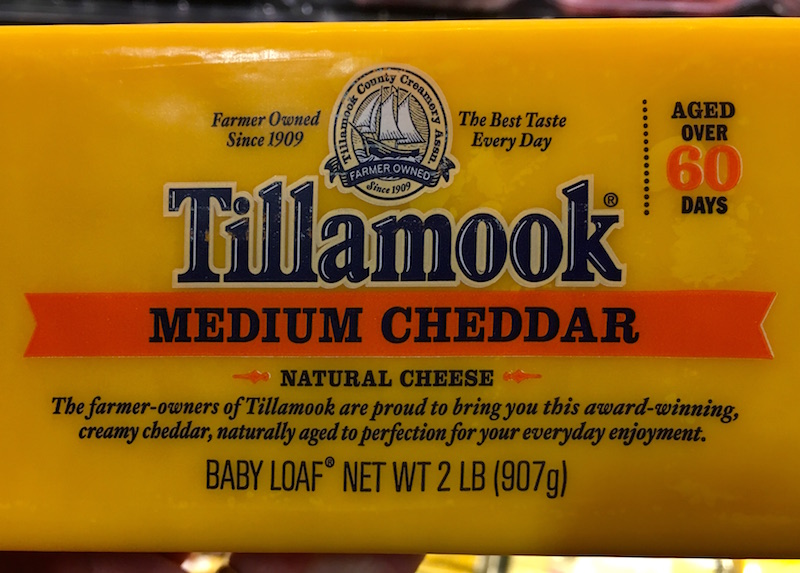 Tillamook County Creamery Assn.
FARMER OWNED
Since 1909
Farmer Owned
Since 1909
The Best Taste
Every Day
AGED
OVER
60
DAYS
Tillamook®
MEDIUM CHEDDAR
NATURAL CHEESE
The farmer-owners of Tillamook are proud to bring you this award-winning,
creamy cheddar, naturally aged to perfection for your everyday enjoyment.
BABY LOAF® NET WT 2 LB (907g)